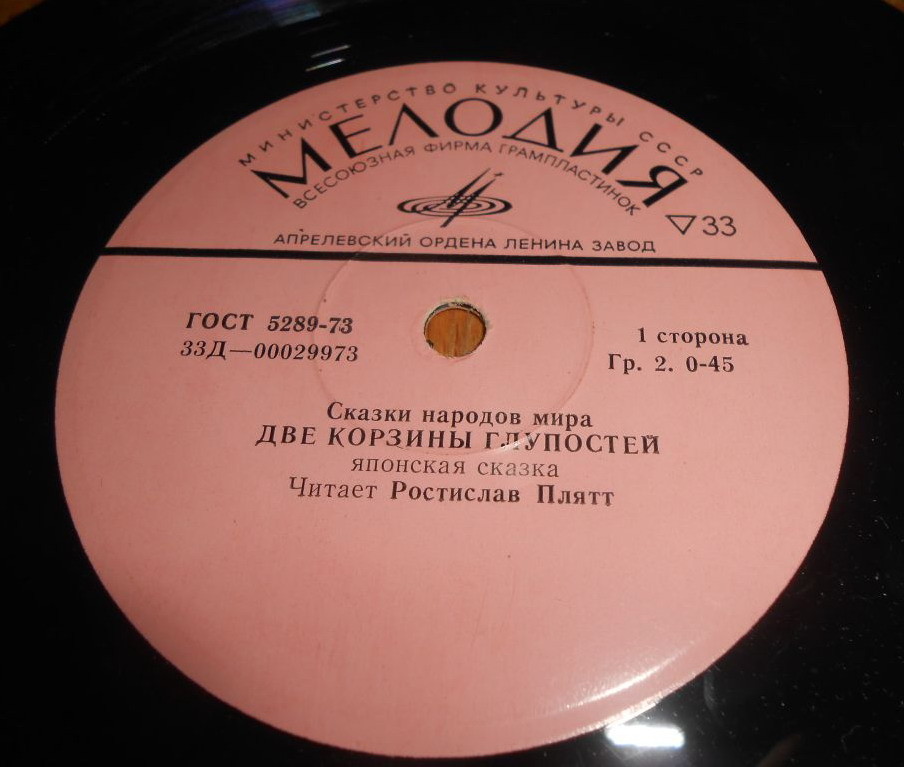 МИНИСТЕРСТВО КУЛЬТУРЫ СССР
МЕЛОДИЯ
ВСЕСОЮЗНАЯ ФИРМА ГРАМПЛАСТИНОК
▽33
АПРЕЛЕВСКИЙ ОРДЕНА ЛЕНИНА ЗАВОД
ГОСТ 5289-73
33Д—00029973
1 сторона
Гр. 2. 0-45
Сказки народов мира
ДВЕ КОРЗИНЫ ГЛУПОСТЕЙ
японская сказка
Читает Ростислав Плятт